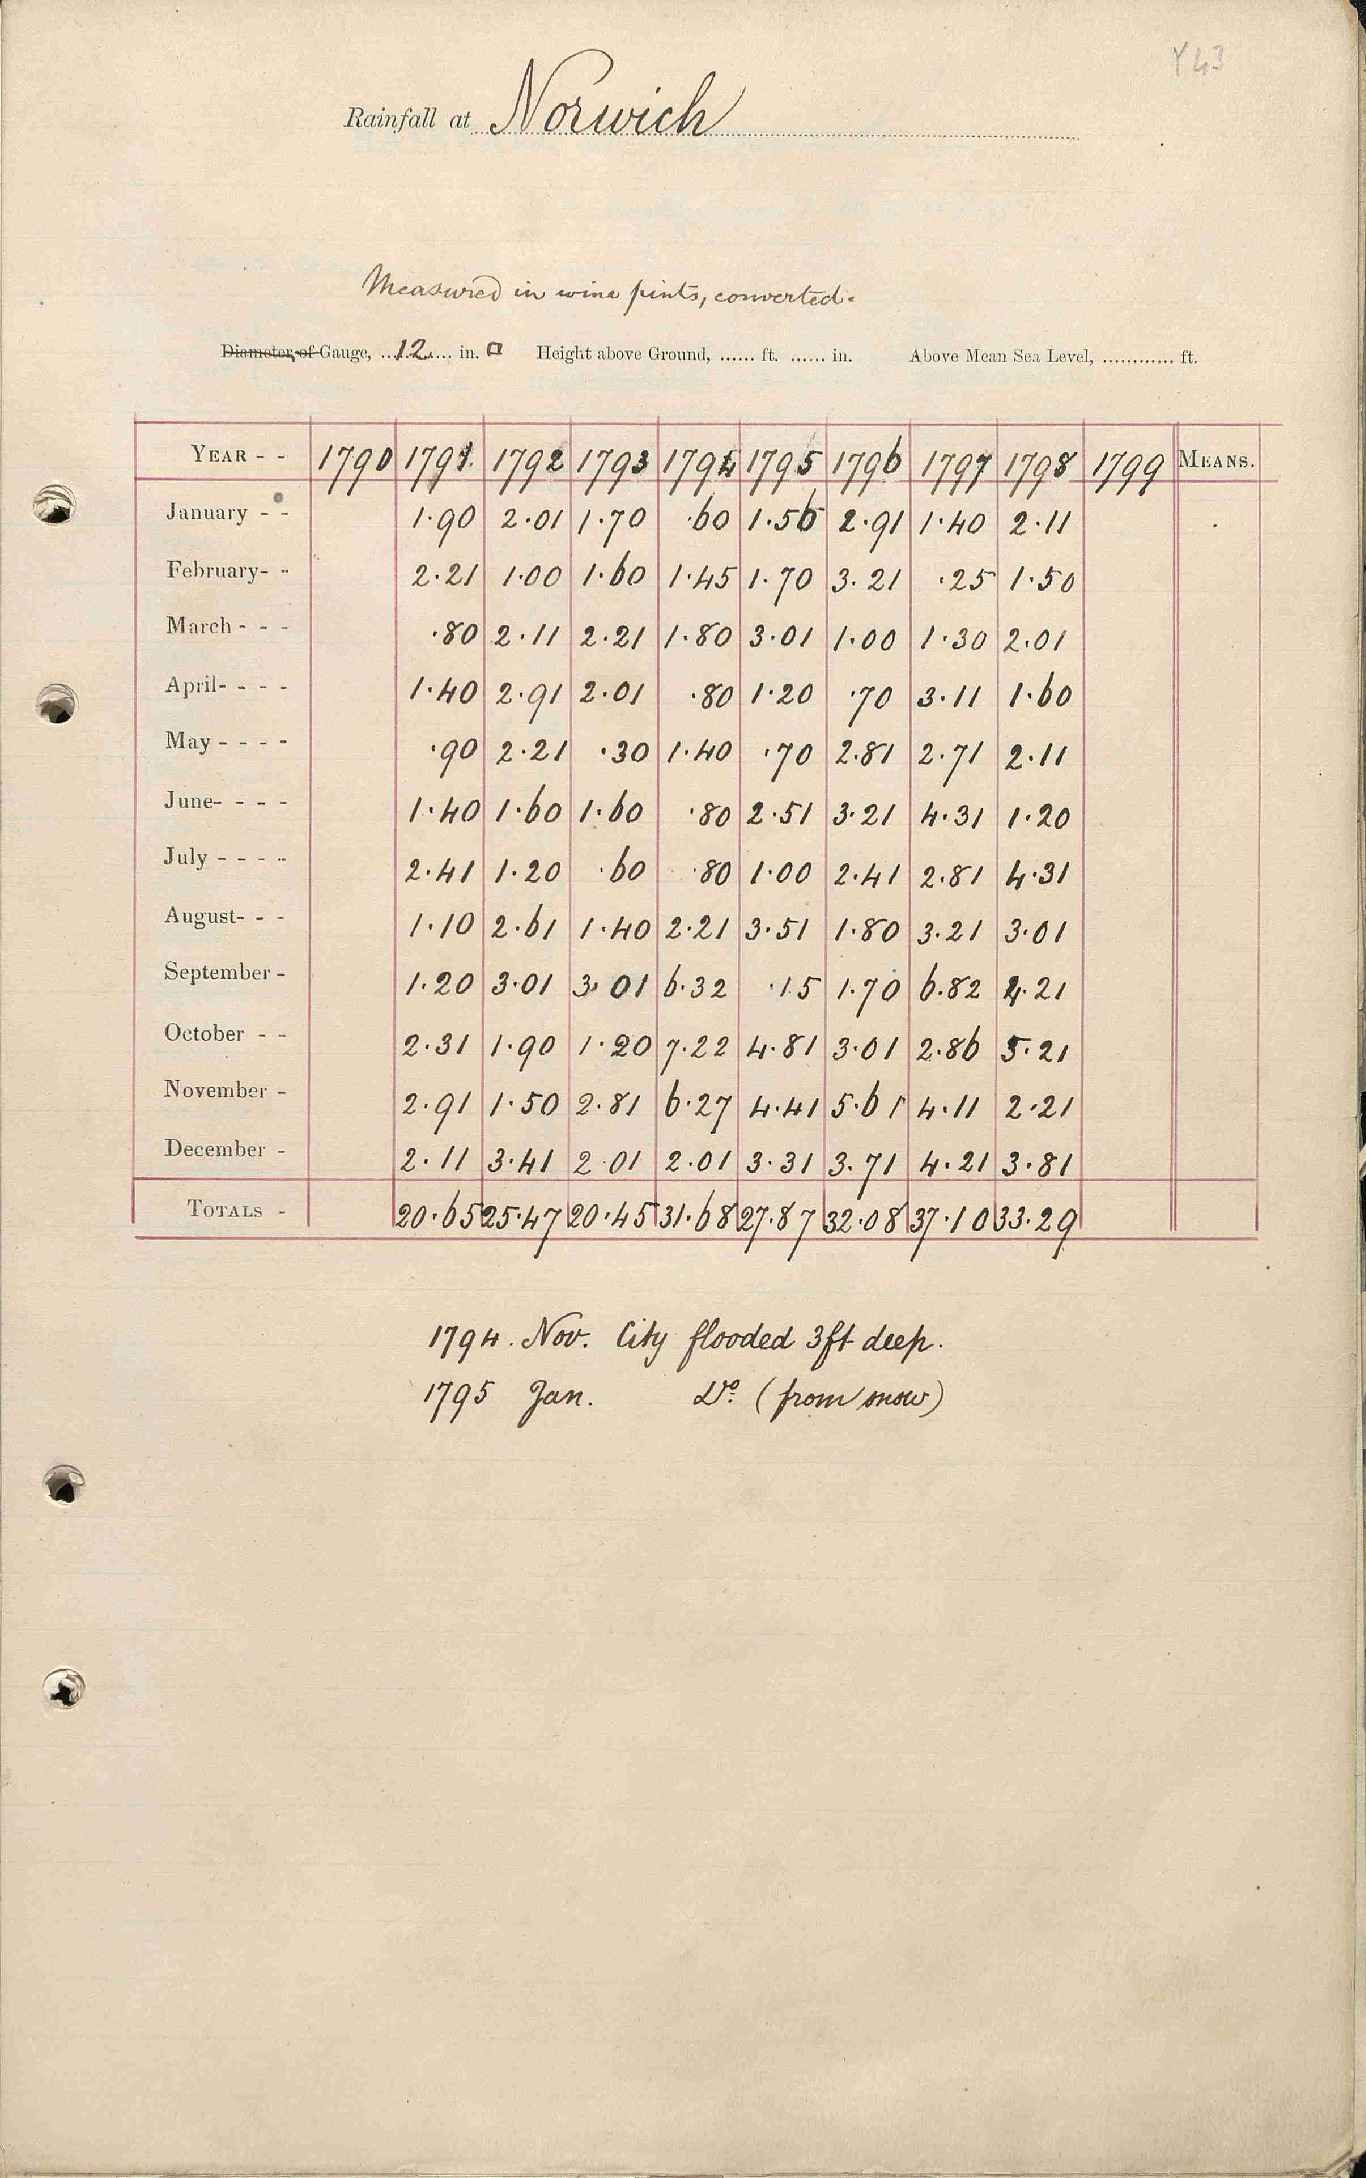 Y43
Rainfall at Norwich
Measured in wine pints, converted.
Diameter of Gauge, ...12... in. □ Height above Ground, ...... ft. ...... in. Above Mean Sea Level, ............ ft.
YEAR - - 1790 1791 1792 1793 1794 1795 1796 1797 1798 1799 MEANS.
January - - 1.90 2.01 1.70 .60 1.56 2.91 1.40 2.11
February- - 2.21 1.00 1.60 1.45 1.70 3.21 .25 1.50
March - - - .80 2.11 2.21 1.80 3.01 1.00 1.30 2.01
April- - - - 1.40 2.91 2.01 .80 1.20 .70 3.11 1.60
May - - - - .90 2.21 .30 1.40 .70 2.81 2.71 2.11
June- - - - 1.40 1.60 1.60 .80 2.51 3.21 4.31 1.20
July - - - - 2.41 1.20 .60 .80 1.00 2.41 2.81 4.31
August- - - 1.10 2.61 1.40 2.21 3.51 1.80 3.21 3.01
September - 1.20 3.01 3.01 6.32 .15 1.70 6.82 4.21
October - - 2.31 1.90 1.20 7.22 4.81 3.01 2.86 5.21
November - 2.91 1.50 2.81 6.27 4.41 5.61 4.11 2.21
December - 2.11 3.41 2.01 2.01 3.31 3.71 4.21 3.81
TOTALS - 20.65 25.47 20.45 31.68 27.87 32.08 37.10 33.29
1794. Nov. City flooded 3ft deep.
1795 Jan. Do. (from snow)